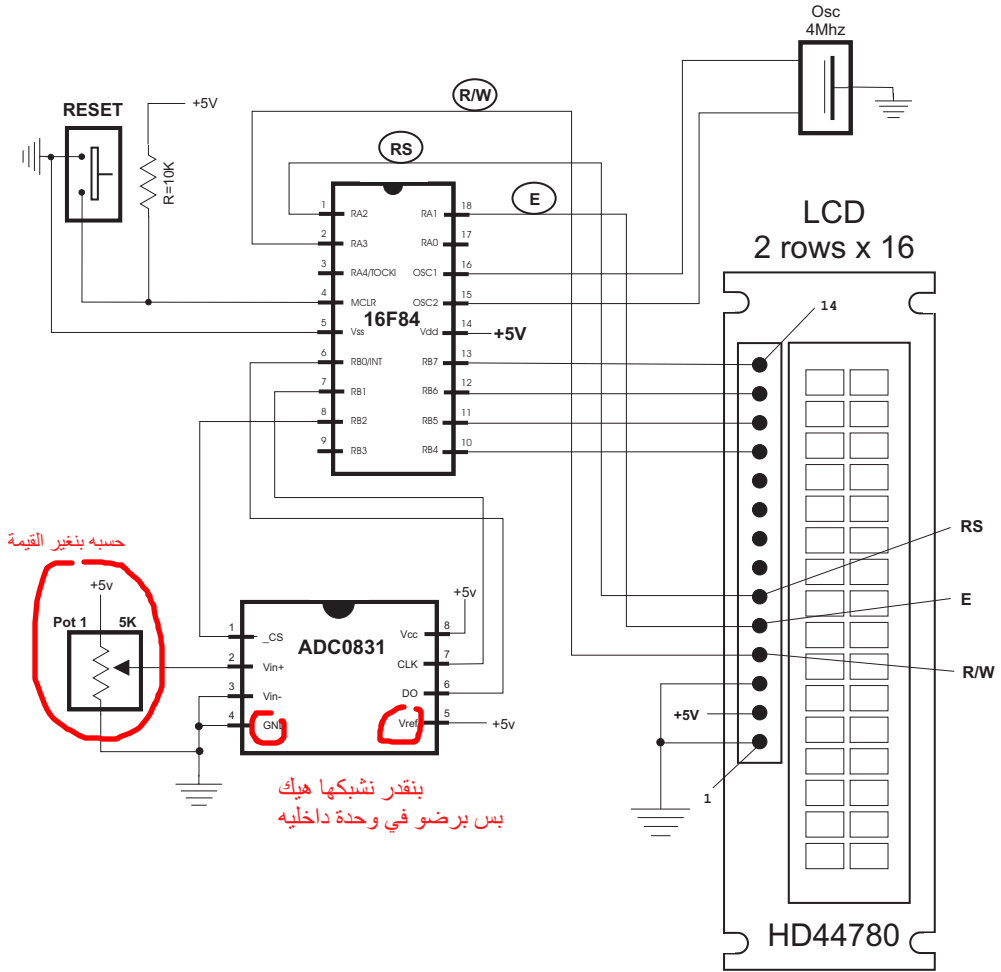 Osc
4Mhz
R/W
RESET
+5V
R=10K
RS
E
1
RA2
RA1
18
2
RA3
RA0
17
3
RA4/TOCKI
OSC1
16
4
MCLR
OSC2
15
16F84
5
Vss
Vdd
14
+5V
6
RB0/INT
RB7
13
7
RB1
RB6
12
8
RB2
RB5
11
9
RB3
RB4
10
LCD
2 rows x 16
14
RS
E
R/W
+5V
1
HD44780
حسبه بنغير القيمة
+5v
Pot 1
5K
ADC0831
1
_CS
Vcc
8
+5v
2
Vin+
CLK
7
3
Vin-
DO
6
4
GND
Vref
5
+5v
بنقدر نشبكها هيك
بس برضو في وحدة داخليه